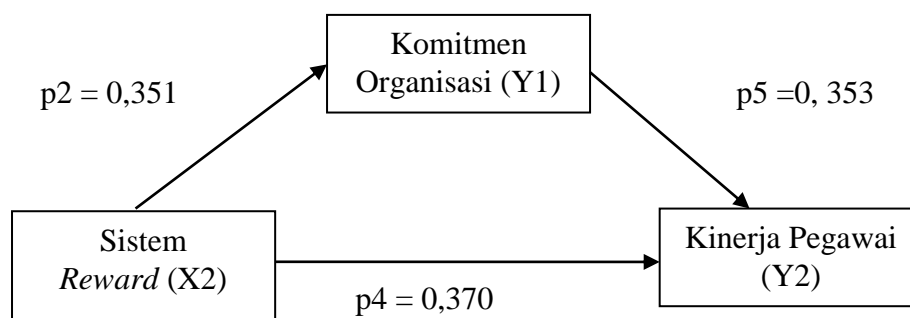 Komitmen
Organisasi (Y1)
p2 = 0,351
p5 =0, 353
Sistem
Reward (X2)
Kinerja Pegawai
(Y2)
p4 = 0,370